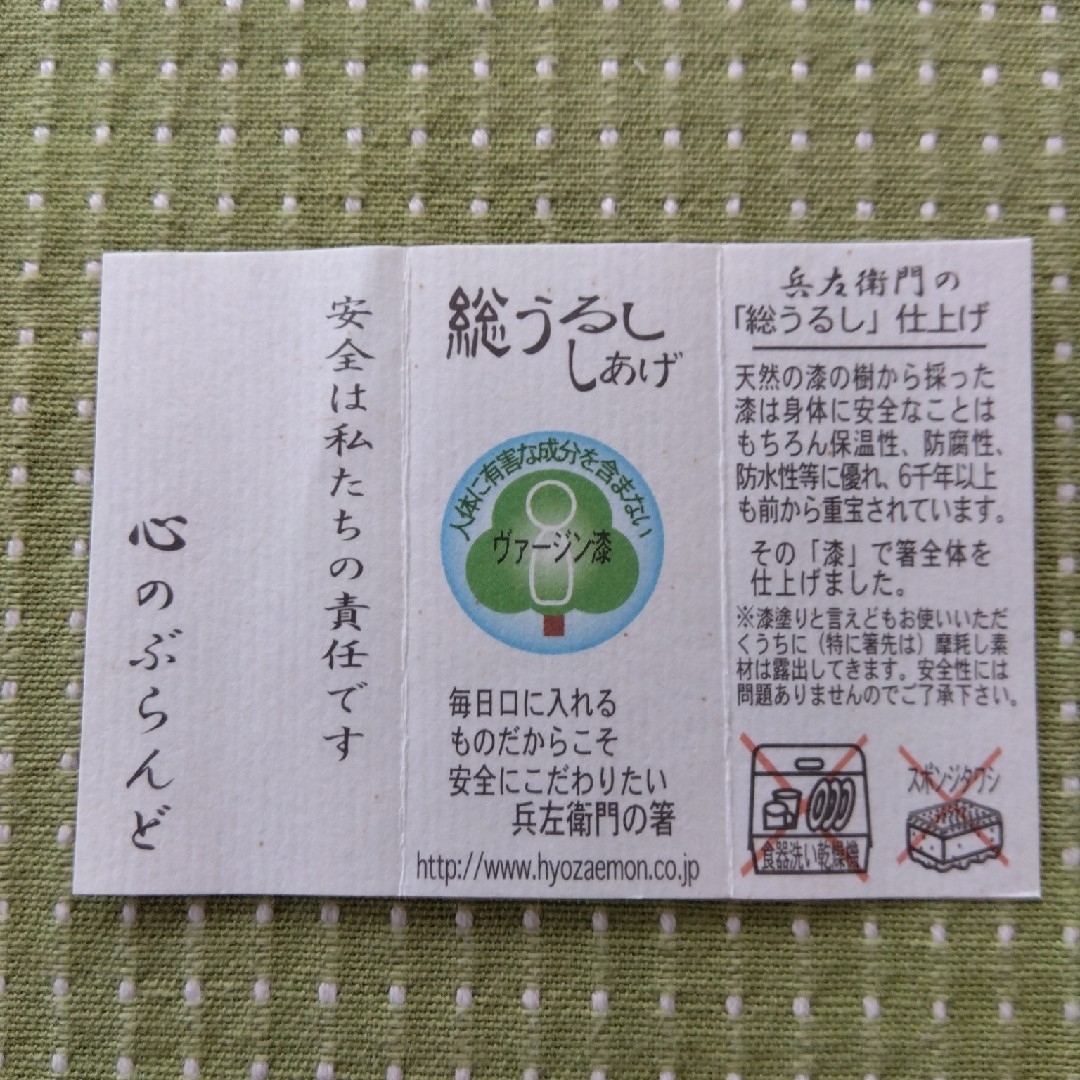 安全は私たちの責任です
心のぶらんど
総うるし
しあげ
人体に有害な成分を含まない
ヴァージン漆
毎日口に入れる
ものだからこそ
安全にこだわりたい
兵左衛門の箸
http://www.hyozaemon.co.jp
兵左衛門の
「総うるし」仕上げ
天然の漆の樹から採った
漆は身体に安全なことは
もちろん保温性、防腐性、
防水性等に優れ、6千年以上
も前から重宝されています。
その「漆」で箸全体を
仕上げました。
※漆塗りと言えどもお使いいただ
くうちに（特に箸先は）摩耗し素
材は露出してきます。安全性には
問題ありませんのでご了承下さい。
食器洗い乾燥機
スポンジタワシ